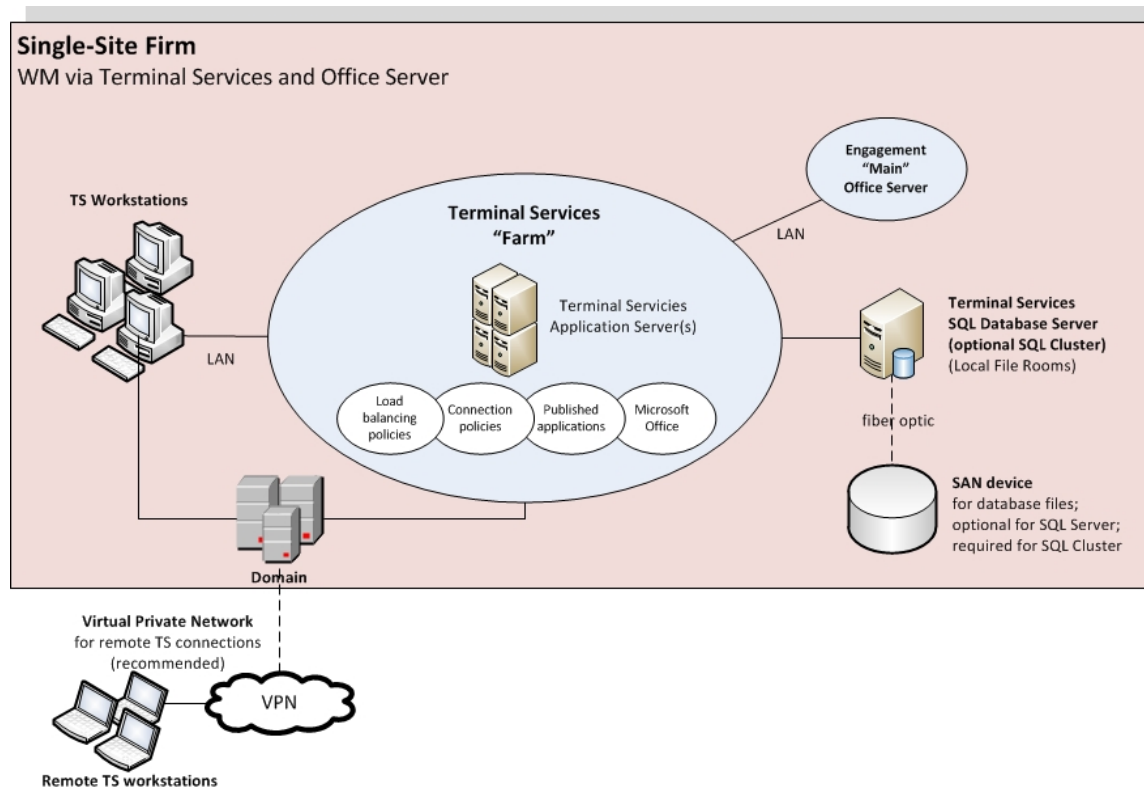 Single-Site Firm
WM via Terminal Services and Office Server
Engagement
“Main”
Office Server
LAN
TS Workstations
LAN
Terminal Services
“Farm”
Terminal Servicies
Application Server(s)
Load
balancing
policies
Connection
policies
Published
applications
Microsoft
Office
Terminal Services
SQL Database Server
(optional SQL Cluster)
(Local File Rooms)
fiber optic
SAN device
for database files;
optional for SQL Server;
required for SQL Cluster
Domain
Virtual Private Network
for remote TS connections
(recommended)
VPN
Remote TS workstations